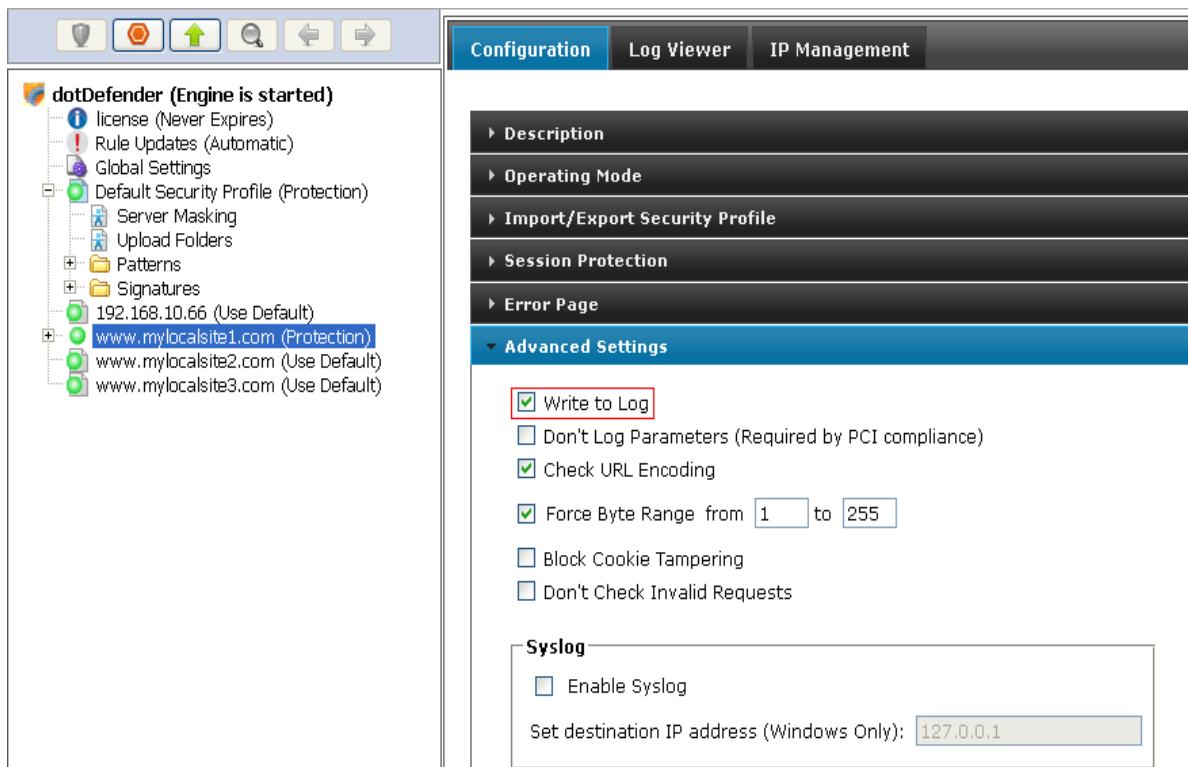 dotDefender (Engine is started)
license (Never Expires)
Rule Updates (Automatic)
Global Settings
Default Security Profile (Protection)
Server Masking
Upload Folders
Patterns
Signatures
192.168.10.66 (Use Default)
www.mylocalsite1.com (Protection)
www.mylocalsite2.com (Use Default)
www.mylocalsite3.com (Use Default)
Configuration
Log Viewer
IP Management
Description
Operating Mode
Import/Export Security Profile
Session Protection
Error Page
Advanced Settings
Write to Log
Don't Log Parameters (Required by PCI compliance)
Check URL Encoding
Force Byte Range from 1 to 255
Block Cookie Tampering
Don't Check Invalid Requests
Syslog
Enable Syslog
Set destination IP address (Windows Only): 127.0.0.1